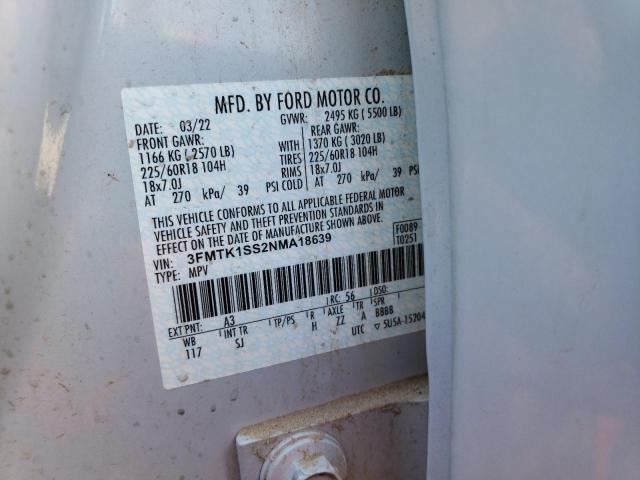 MFD. BY FORD MOTOR CO.
DATE: 03/22 GVWR: 2495 KG ( 5500 LB)
FRONT GAWR: REAR GAWR:
1166 KG ( 2570 LB) WITH 1370 KG ( 3020 LB)
225/60R18 104H TIRES 225/60R18 104H
18x7.0J RIMS 18x7.0J
AT 270 kPa/ 39 PSI COLD AT 270 kPa/ 39 PSI
THIS VEHICLE CONFORMS TO ALL APPLICABLE FEDERAL MOTOR
VEHICLE SAFETY AND THEFT PREVENTION STANDARDS IN
EFFECT ON THE DATE OF MANUFACTURE SHOWN ABOVE.
VIN: 3FMTK1SS2NMA18639 F0089
TYPE: MPV T0251
EXT PNT: A3 RC: 56 DSO:
WB INT TR TP/PS R AXLE TR SPR
117 SJ H ZZ A BBBB
UTC 5U5A-15204